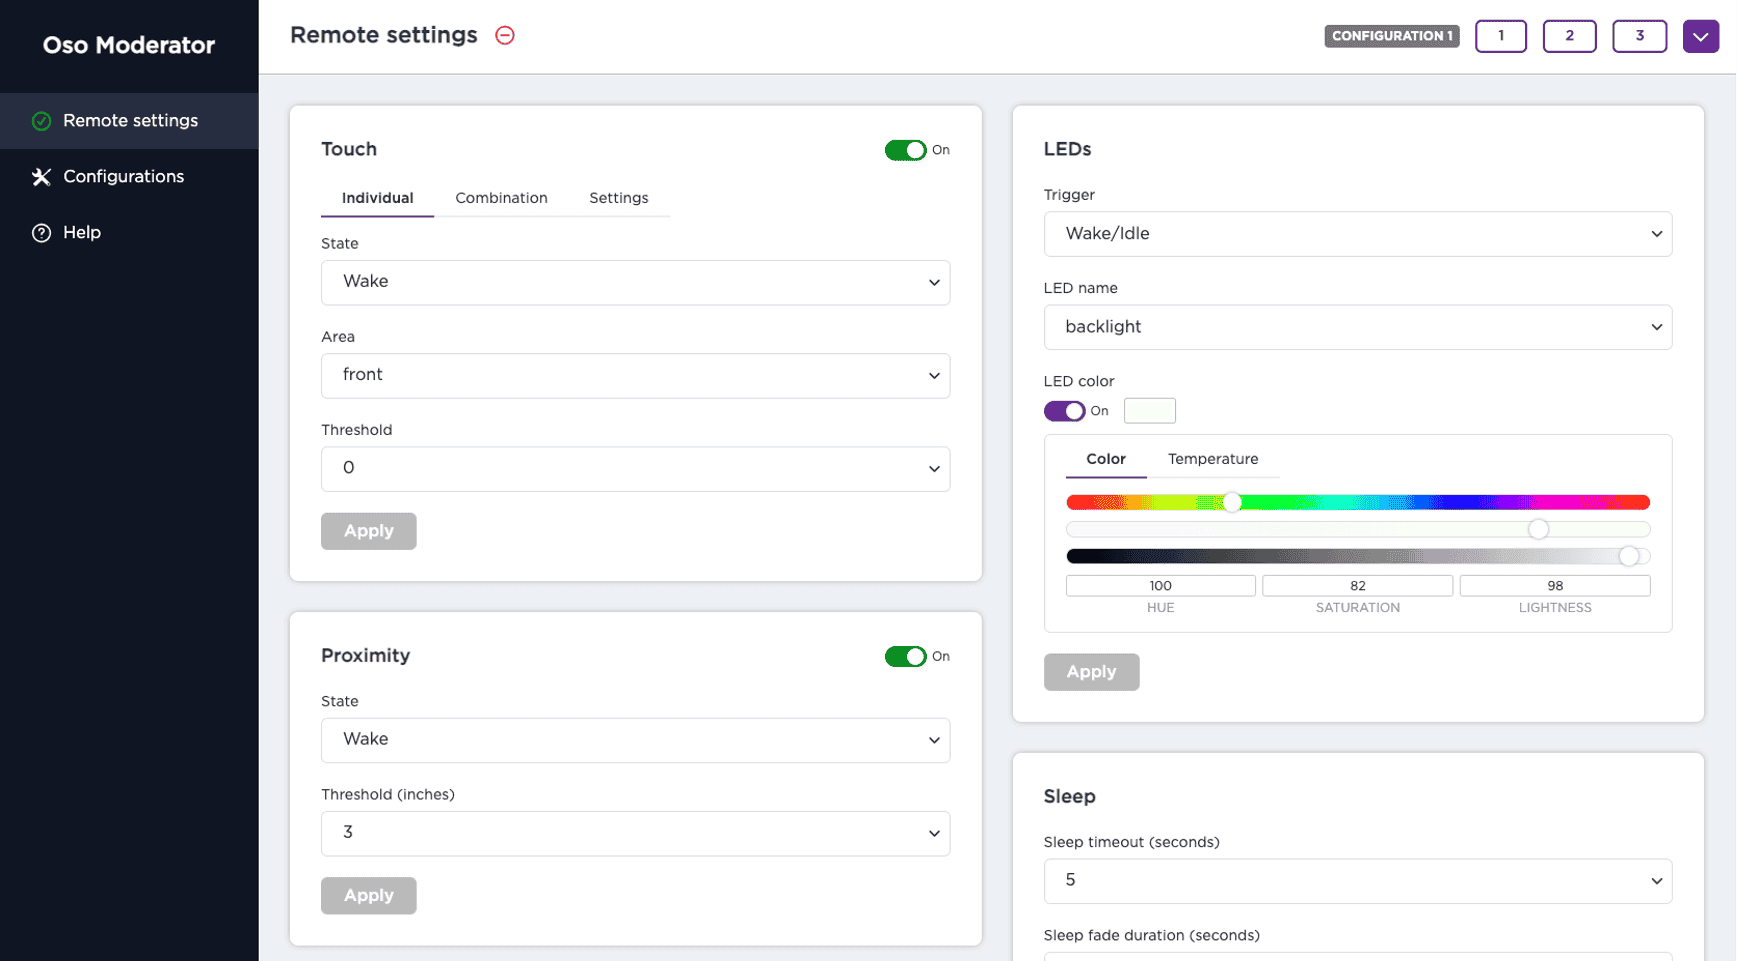 Oso Moderator
Remote settings
Configurations
Help
Remote settings
CONFIGURATION 1
1
2
3
Touch
On
Individual
Combination
Settings
State
Wake
Area
front
Threshold
0
Apply
Proximity
On
State
Wake
Threshold (inches)
3
Apply
LEDs
Trigger
Wake/Idle
LED name
backlight
LED color
On
Color
Temperature
100
82
98
HUE
SATURATION
LIGHTNESS
Apply
Sleep
Sleep timeout (seconds)
5
Sleep fade duration (seconds)